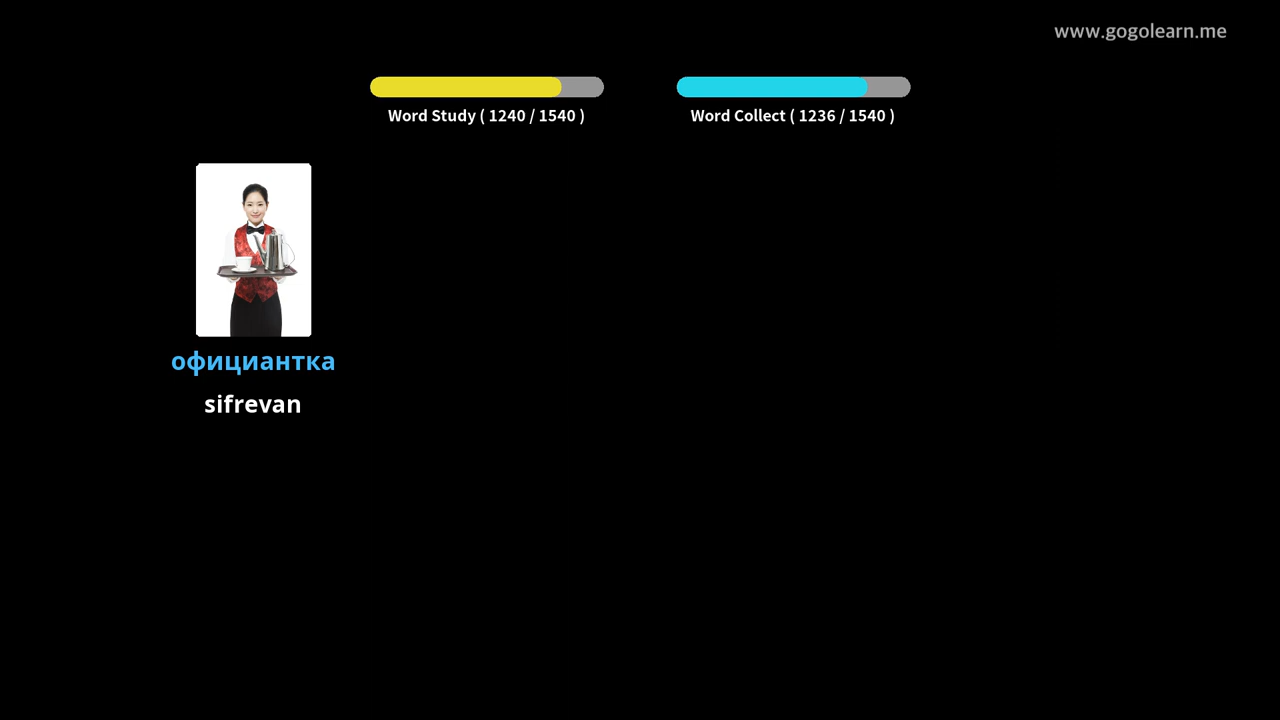 www.gogolearn.me
Word Study ( 1240 / 1540 )
Word Collect ( 1236 / 1540 )
официантка
sifrevan